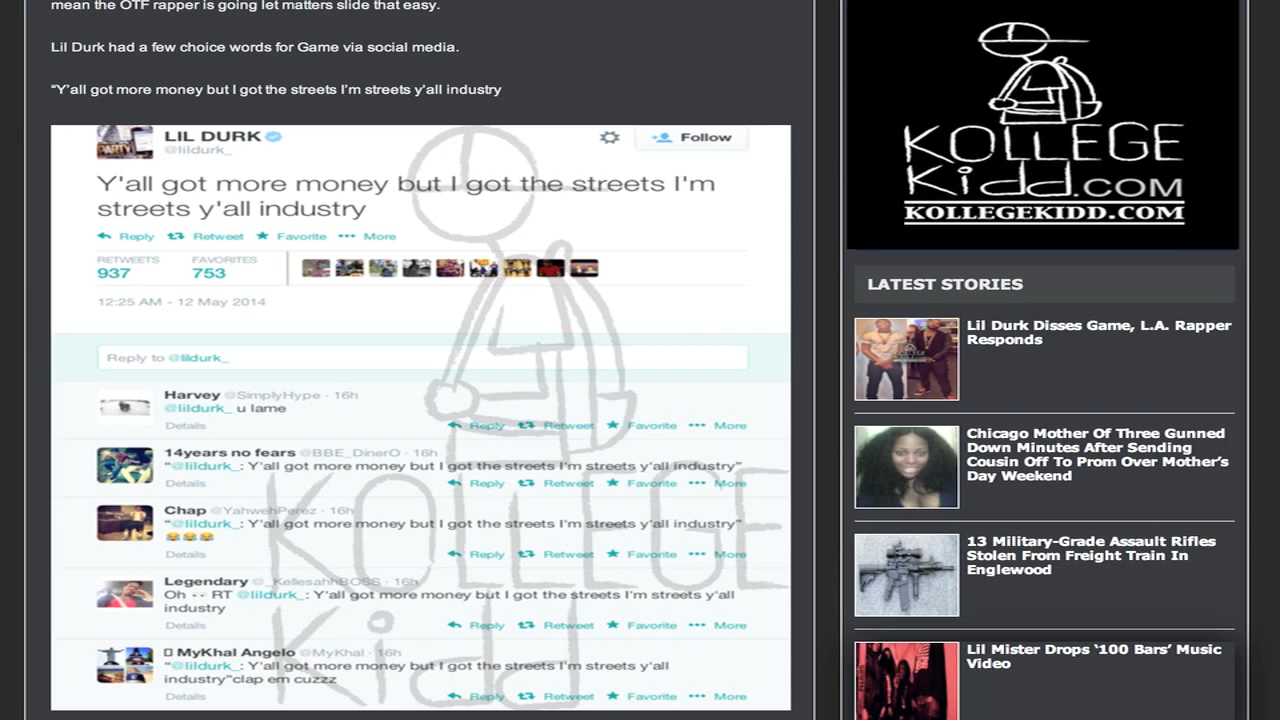 mean the OTF rapper is going let matters slide that easy.
Lil Durk had a few choice words for Game via social media.
“Y’all got more money but I got the streets I’m streets y’all industry
LIL DURK
@lildurk_
Follow
Y'all got more money but I got the streets I'm
streets y'all industry
Reply Retweet Favorite More
RETWEETS FAVORITES
937 753
12:25 AM - 12 May 2014
Reply to @lildurk_
Harvey @SimplyHype · 16h
@lildurk_ u lame
Details Reply Retweet Favorite More
14years no fears @BBE_DinerO · 16h
"@lildurk_: Y'all got more money but I got the streets I'm streets y'all industry"
Details Reply Retweet Favorite More
Chap @YahwehPerez · 16h
"@lildurk_: Y'all got more money but I got the streets I'm streets y'all industry"
😂😂😂
Details Reply Retweet Favorite More
Legendary @_KellesahhBOSS · 16h
Oh - - RT @lildurk_: Y'all got more money but I got the streets I'm streets y'all
industry
Details Reply Retweet Favorite More
MyKhal Angelo @MyKhal · 16h
"@lildurk_: Y'all got more money but I got the streets I'm streets y'all
industry"clap em cuzzz
Details Reply Retweet Favorite More
KOLLEGE
Kidd
KOLLEGE
Kidd.COM
KOLLEGEKIDD.COM
LATEST STORIES
Lil Durk Disses Game, L.A. Rapper
Responds
Chicago Mother Of Three Gunned
Down Minutes After Sending
Cousin Off To Prom Over Mother’s
Day Weekend
13 Military-Grade Assault Rifles
Stolen From Freight Train In
Englewood
Lil Mister Drops ‘100 Bars’ Music
Video